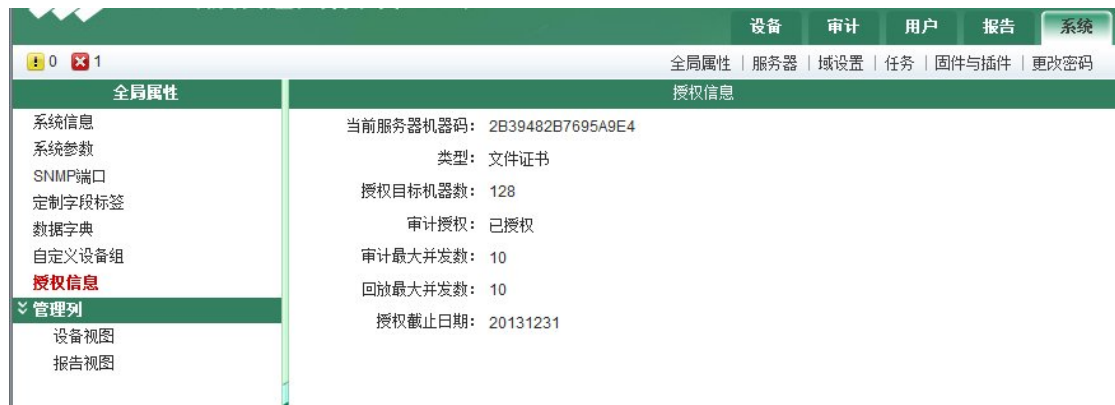 设备 审计 用户 报告 系统
0 1 全局属性 | 服务器 | 域设置 | 任务 | 固件与插件 | 更改密码
全局属性
授权信息
系统信息
系统参数
SNMP端口
定制字段标签
数据字典
自定义设备组
授权信息
管理列
设备视图
报告视图
当前服务器机器码: 2B39482B7695A9E4
类型: 文件证书
授权目标机器数: 128
审计授权: 已授权
审计最大并发数: 10
回放最大并发数: 10
授权截止日期: 20131231